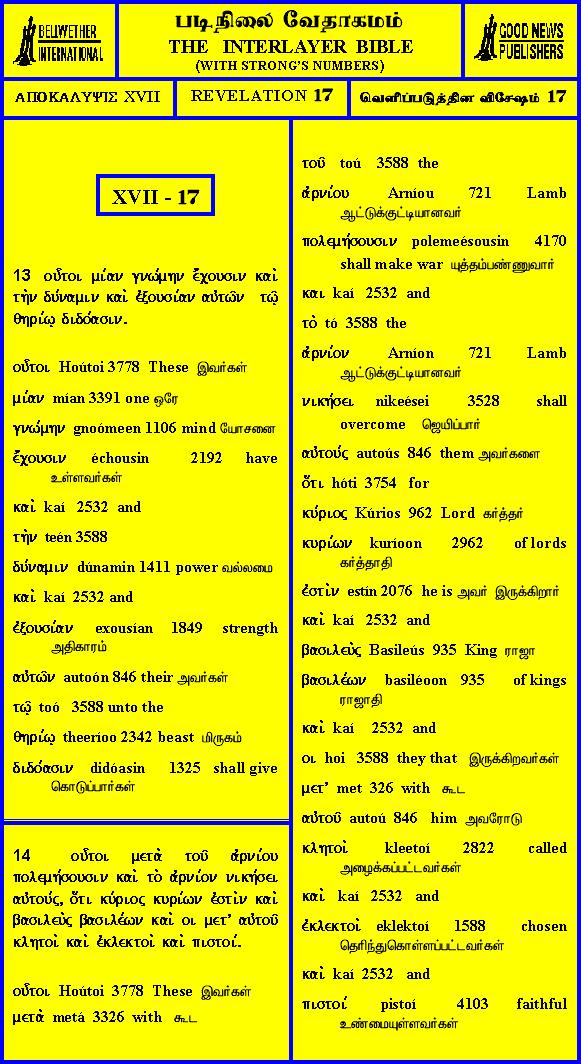 BELLWETHER
INTERNATIONAL
படிநிலை வேதாகமம்
THE INTERLAYER BIBLE
(WITH STRONG'S NUMBERS)
GOOD NEWS
PUBLISHERS
ΑΠΟΚΑΛΥΨΙΣ XVII
REVELATION 17
வெளிப்படுத்தின விசேஷம் 17
XVII - 17
13 οὗτοι μίαν γνώμην ἔχουσιν καὶ
τὴν δύναμιν καὶ ἐξουσίαν αὐτῶν τῷ
θηρίῳ διδόασιν.
οὗτοι Hoútoi 3778 These இவர்கள்
μίαν mían 3391 one ஒரே
γνώμην gnoómeen 1106 mind யோசனை
ἔχουσιν échousin 2192 have
உள்ளவர்கள்
καὶ kaí 2532 and
τὴν teén 3588
δύναμιν dúnamin 1411 power வல்லமை
καὶ kaí 2532 and
ἐξουσίαν exousían 1849 strength
அதிகாரம்
αὐτῶν autoón 846 their அவர்கள்
τῷ toó 3588 unto the
θηρίῳ theeríoo 2342 beast மிருகம்
διδόασιν didóasin 1325 shall give
கொடுப்பார்கள்
14 οὗτοι μετὰ τοῦ ἀρνίου
πολεμήσουσιν καὶ τὸ ἀρνίον νικήσει
αὐτούς, ὅτι κύριος κυρίων ἐστὶν καὶ
βασιλεὺς βασιλέων καὶ οι μετ' αὐτοῦ
κλητοὶ καὶ ἐκλεκτοὶ καὶ πιστοί.
οὗτοι Hoútoi 3778 These இவர்கள்
μετὰ metá 3326 with கூட
τοῦ toú 3588 the
ἀρνίου Arníou 721 Lamb
ஆட்டுக்குட்டியானவர்
πολεμήσουσιν polemeésousin 4170
shall make war யுத்தம்பண்ணுவார்
και kaí 2532 and
τὸ tó 3588 the
ἀρνίον Arníon 721 Lamb
ஆட்டுக்குட்டியானவர்
νικήσει nikeései 3528 shall
overcome ஜெயிப்பார்
αὐτούς autoús 846 them அவர்களை
ὅτι hóti 3754 for
κύριος Kúrios 962 Lord கர்த்தர்
κυρίων kuríoon 2962 of lords
கர்த்தாதி
ἐστὶν estín 2076 he is அவர் இருக்கிறார்
καὶ kaí 2532 and
βασιλεὺς Basileús 935 King ராஜா
βασιλέων basiléoon 935 of kings
ராஜாதி
καὶ kaí 2532 and
οι hoi 3588 they that இருக்கிறவர்கள்
μετ' met 326 with கூட
αὐτοῦ autoú 846 him அவரோடு
κλητοὶ kleetoí 2822 called
அழைக்கப்பட்டவர்கள்
καὶ kaí 2532 and
ἐκλεκτοὶ eklektoí 1588 chosen
தெரிந்துகொள்ளப்பட்டவர்கள்
καὶ kaí 2532 and
πιστοί pistoí 4103 faithful
உண்மையுள்ளவர்கள்